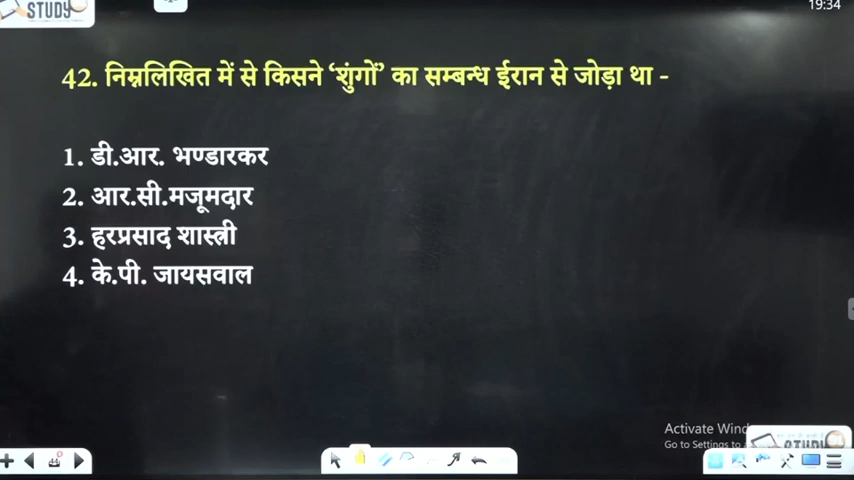 STUDY
19:34
42. निम्नलिखित में से किसने ‘शुंगों’ का सम्बन्ध ईरान से जोड़ा था -
1. डी.आर. भण्डारकर
2. आर.सी.मजूमदार
3. हरप्रसाद शास्त्री
4. के.पी. जायसवाल
Activate Wind
Go to Settings to
STUDY